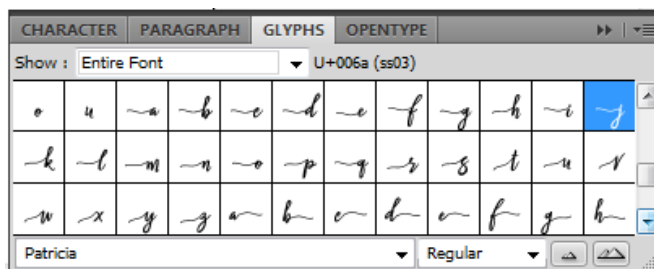 CHARACTER PARAGRAPH GLYPHS OPENTYPE
Show : Entire Font U+006a (ss03)
o u a b c d e f g h i j
k l m n o p q r s t u v
w x y z a b c d e f g h
Patricia Regular